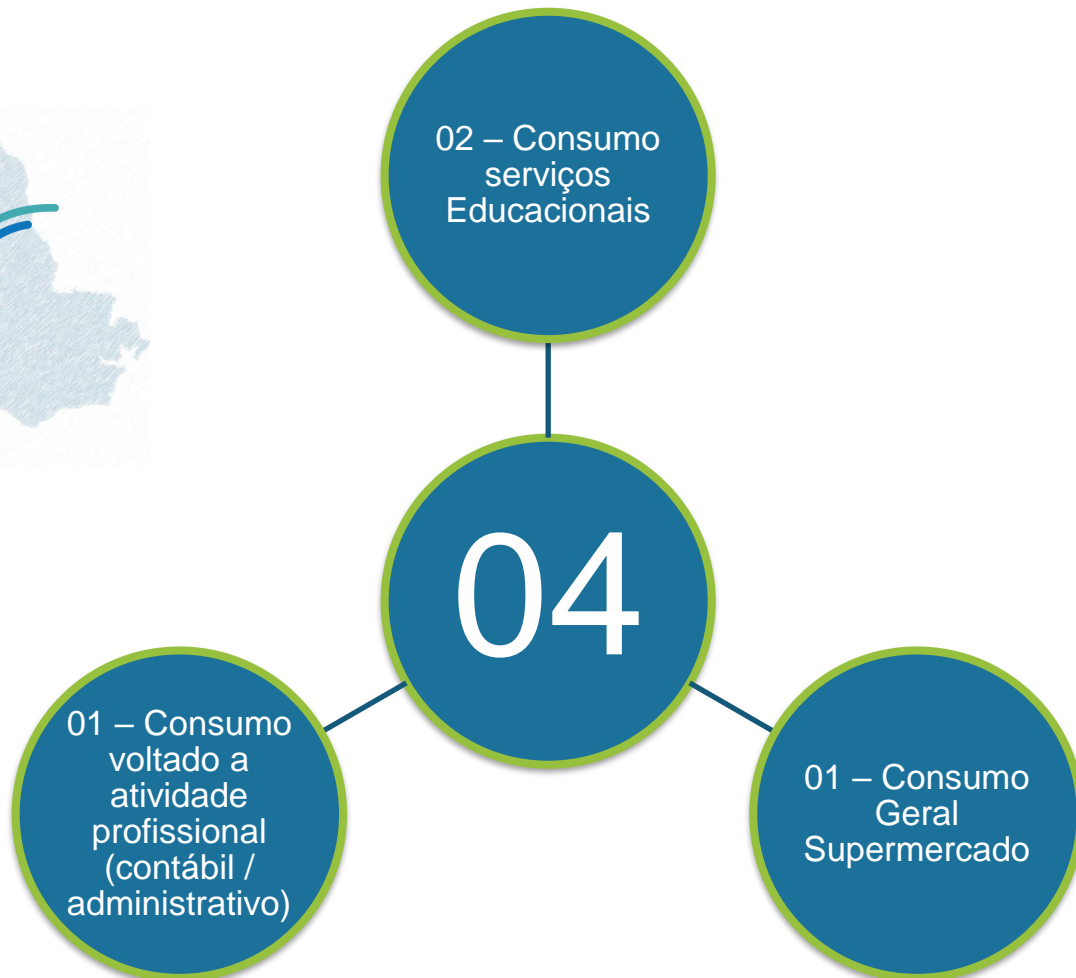 02 – Consumo
serviços
Educacionais
04
01 – Consumo
voltado a
atividade
profissional
(contábil /
administrativo)
01 – Consumo
Geral
Supermercado